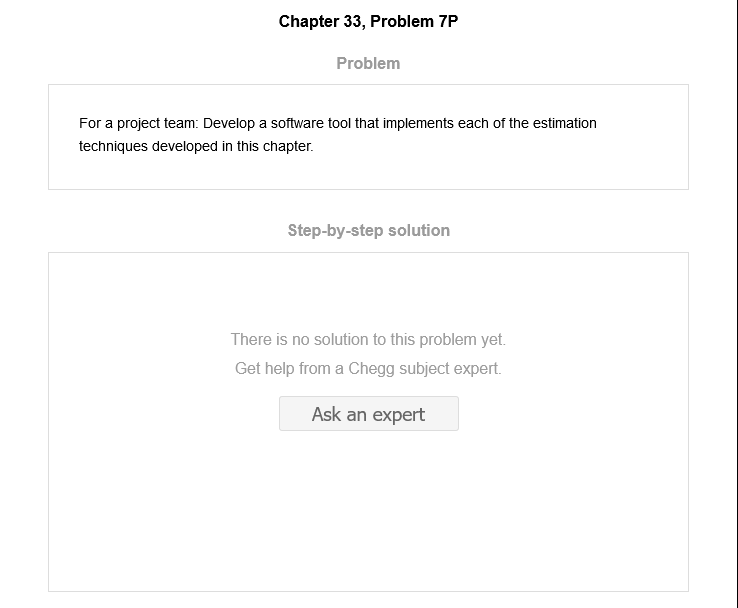 Chapter 33, Problem 7P
Problem
For a project team: Develop a software tool that implements each of the estimation
techniques developed in this chapter.
Step-by-step solution
There is no solution to this problem yet.
Get help from a Chegg subject expert.
Ask an expert